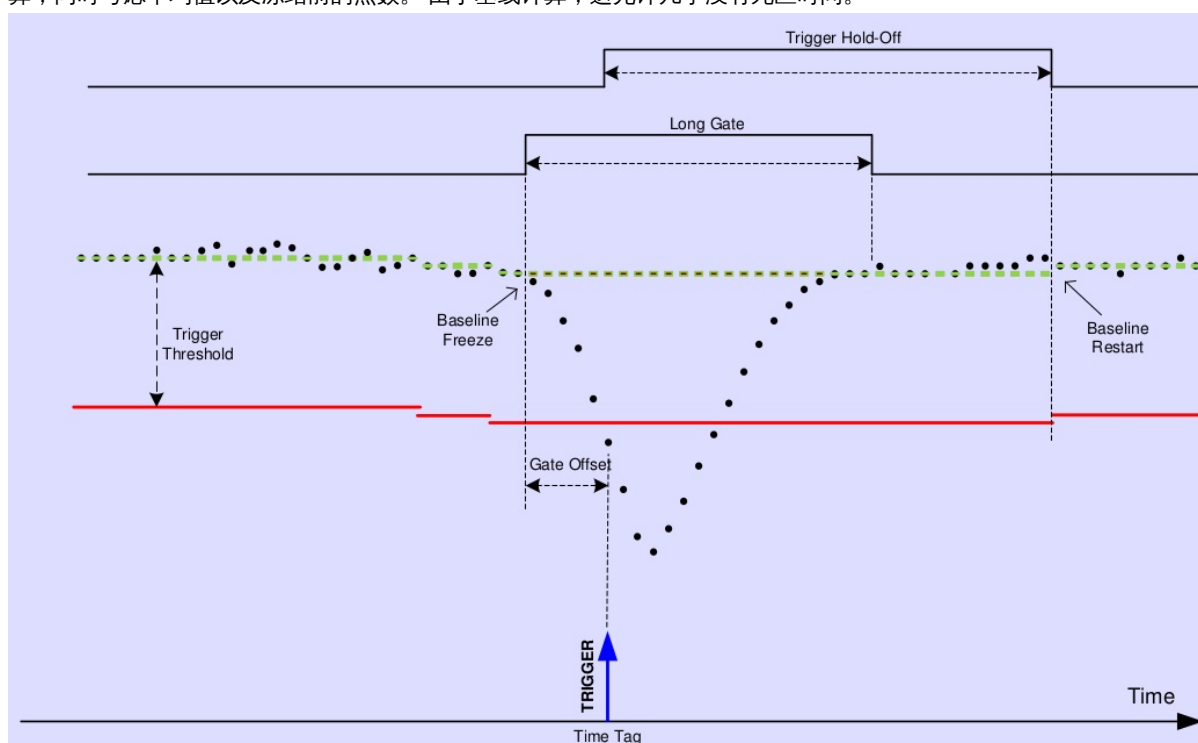 Trigger Hold-Off
Long Gate
Trigger
Threshold
Baseline
Freeze
Baseline
Restart
Gate Offset
TRIGGER
Time
Time Tag